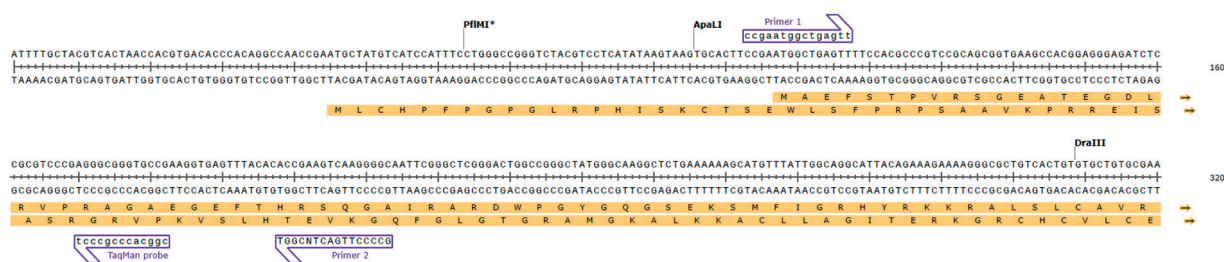 PflMI*
ApaLI
Primer 1
ccgaatggctgagtt
ATTTTGCTACGTCACTAACCACGTGACACCCACAGGCCAACCGAATGCTATGTCATCCATTTCCTGGGCCGGGTCTACGTCCTCATATAAGTAAGTGCACTTCCGAATGGCTGAGTTTTCCACGCCCGTCCGCAGCGGTGAAGCCACGGAGGGAGATCTC
160
TAAAACGATGCAGTGATTGGTGCACTGTGGGTGTCCGGTTGGCTTACGATACAGTAGGTAAAGGACCCGGCCCAGATGCAGGAGTATATTCATTCACGTGAAGGCTTACCGACTCAAAAGGTGCGGGCAGGCGTCGCCACTTCGGTGCCTCCCTCTAGAG
M A E F S T P V R S G E A T E G D L
M L C H P F P G P G L R P H I S K C T S E W L S F P R P S A A V K P R R E I S
DraIII
CGCGTCCCGAGGGCGGGTGCCGAAGGTGAGTTTACACACCGAAGTCAAGGGGCAATTCGGGCTCGGGACTGGCCGGGCTATGGGCAAGGCTCTGAAAAAAGCATGTTTATTGGCAGGCATTACAGAAAGAAAAGGGCGCTGTCACTGTGTGCTGTGCGAA
320
GCGCAGGGCTCCCGCCCACGGCTTCCACTCAAATGTGTGGCTTCAGTTCCCCGTTAAGCCCGAGCCCTGACCGGCCCGATACCCGTTCCGAGACTTTTTTCGTACAAATAACCGTCCGTAATGTCTTTCTTTTCCCGCGACAGTGACACACGACACGCTT
R V P R A G A E G E F T H R S Q G A I R A R D W P G Y G Q G S E K S M F I G R H Y R K K R A L S L C A V R
A S R G R V P K V S L H T E V K G Q F G L G T G R A M G K A L K K A C L L A G I T E R K G R C H C V L C E
tcccgcccacggc
TGGCNTCAGTTCCCCG
TaqMan probe
Primer 2